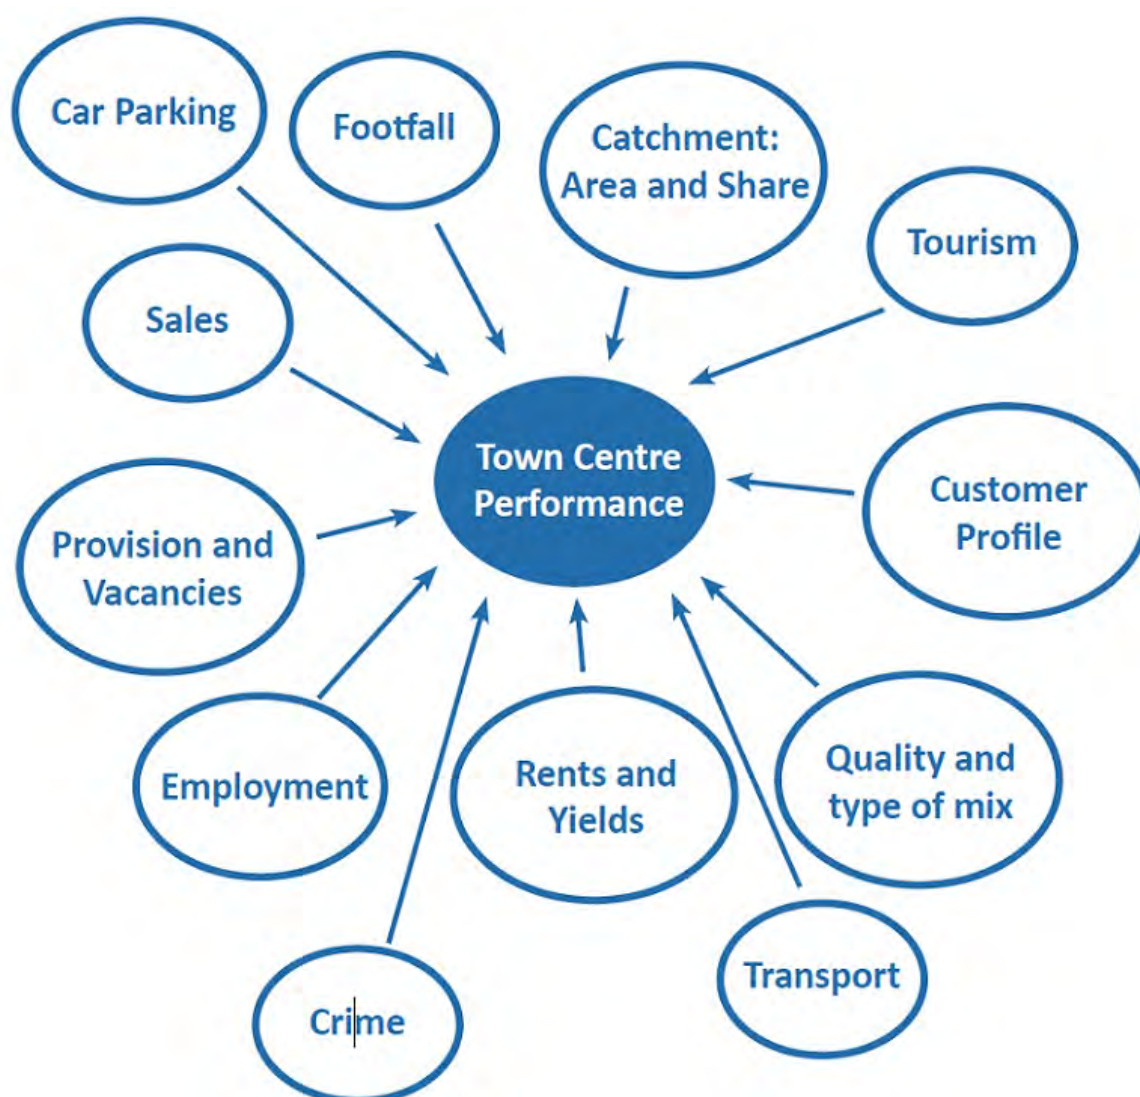 Car Parking
Footfall
Catchment:
Area and Share
Tourism
Sales
Town Centre
Performance
Customer
Profile
Provision and
Vacancies
Employment
Rents and
Yields
Quality and
type of mix
Transport
Crime